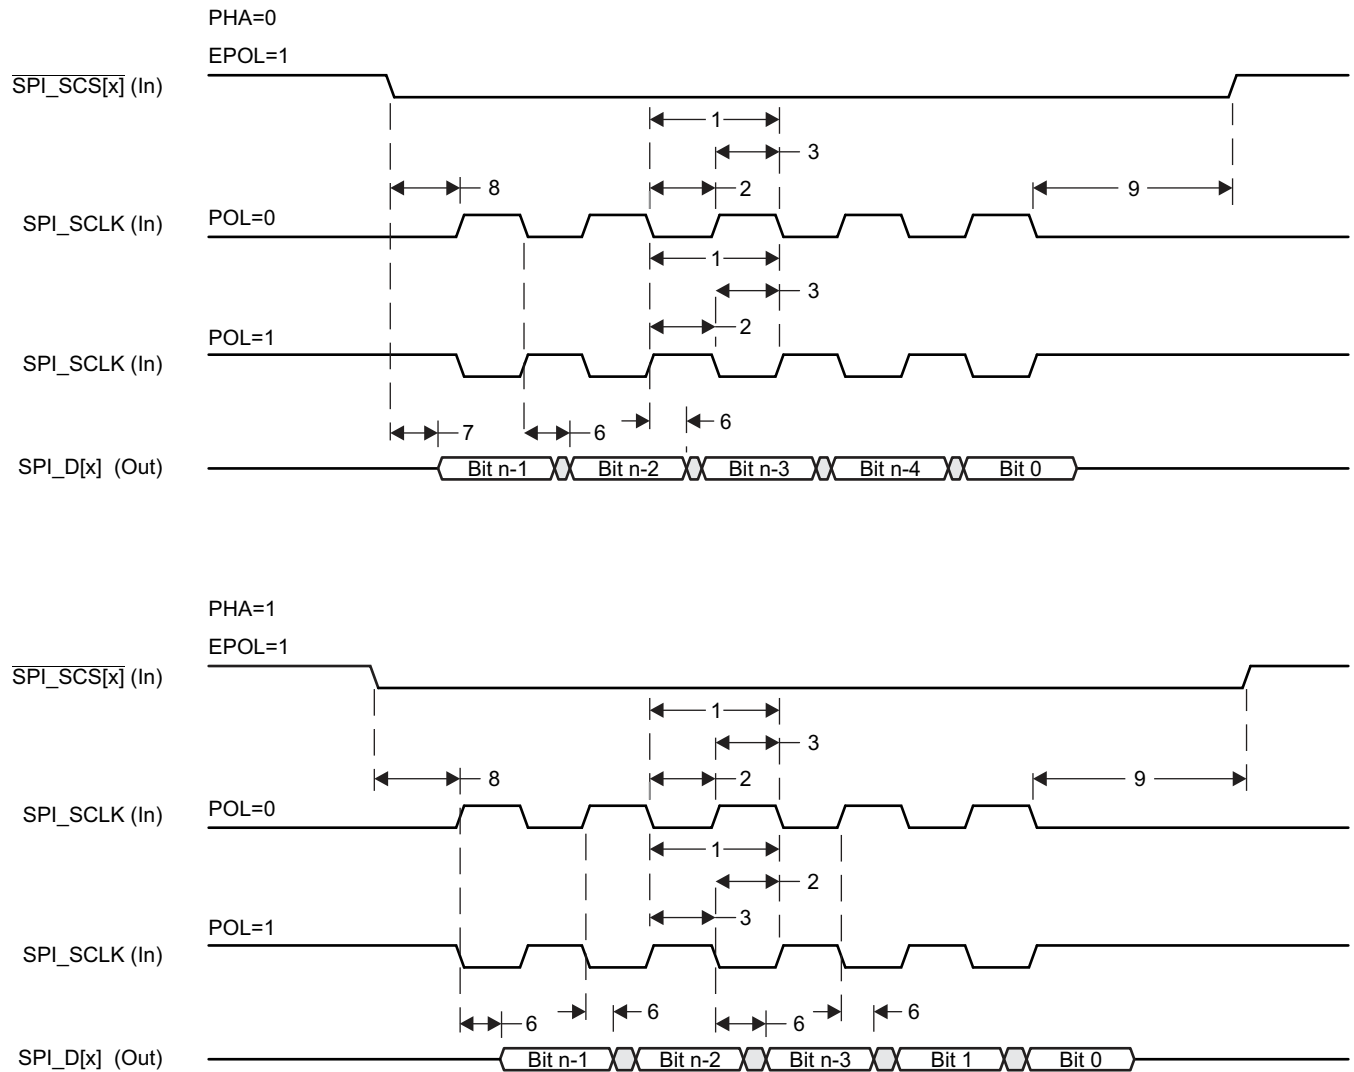 PHA=0
EPOL=1
SPI_SCS[x] (In)
1
3
8
2
9
SPI_SCLK (In)
POL=0
1
3
2
POL=1
SPI_SCLK (In)
7
6
6
SPI_D[x] (Out)
Bit n-1
Bit n-2
Bit n-3
Bit n-4
Bit 0
PHA=1
EPOL=1
SPI_SCS[x] (In)
1
3
8
2
9
SPI_SCLK (In)
POL=0
1
2
3
POL=1
SPI_SCLK (In)
6
6
6
6
SPI_D[x] (Out)
Bit n-1
Bit n-2
Bit n-3
Bit 1
Bit 0